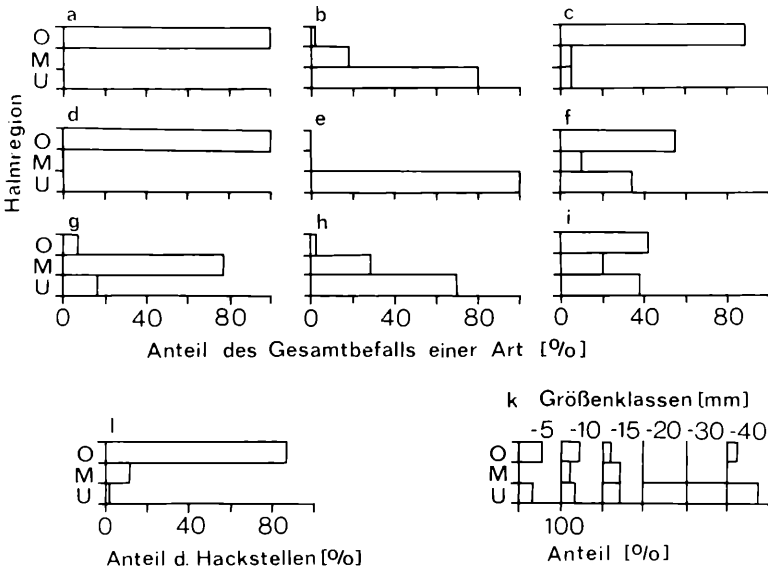 a b c
O
M
U
d e f
O
M
U
g h i
O
M
U
Halmregion
0 40 80 0 40 80 0 40 80
Anteil des Gesamtbefalls einer Art [%]
l
O
M
U
0 40 80
Anteil d. Hackstellen [%]
k Größenklassen [mm]
-5 -10 -15 -20 -30 -40
O
M
U
100
Anteil [%]